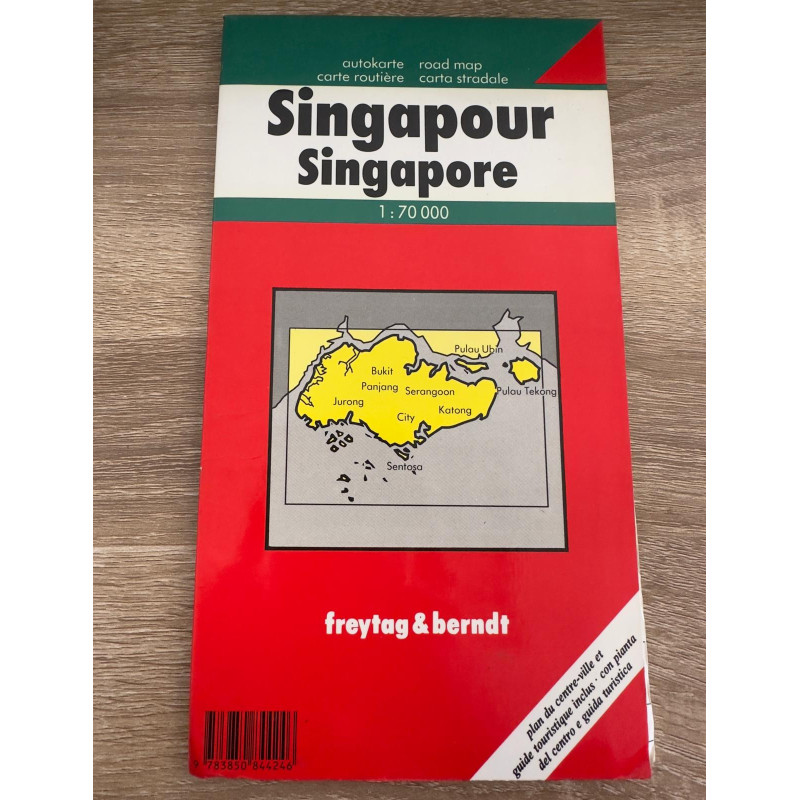 autokarte road map
carte routière carta stradale
Singapour
Singapore
1 : 70 000
Pulau Ubin
Bukit
Panjang
Serangoon
Pulau Tekong
Jurong
City
Katong
Sentosa
freytag & berndt
plan du centre-ville et
guide touristique inclus · con pianta
del centro e guida turistica
9 783850 844246